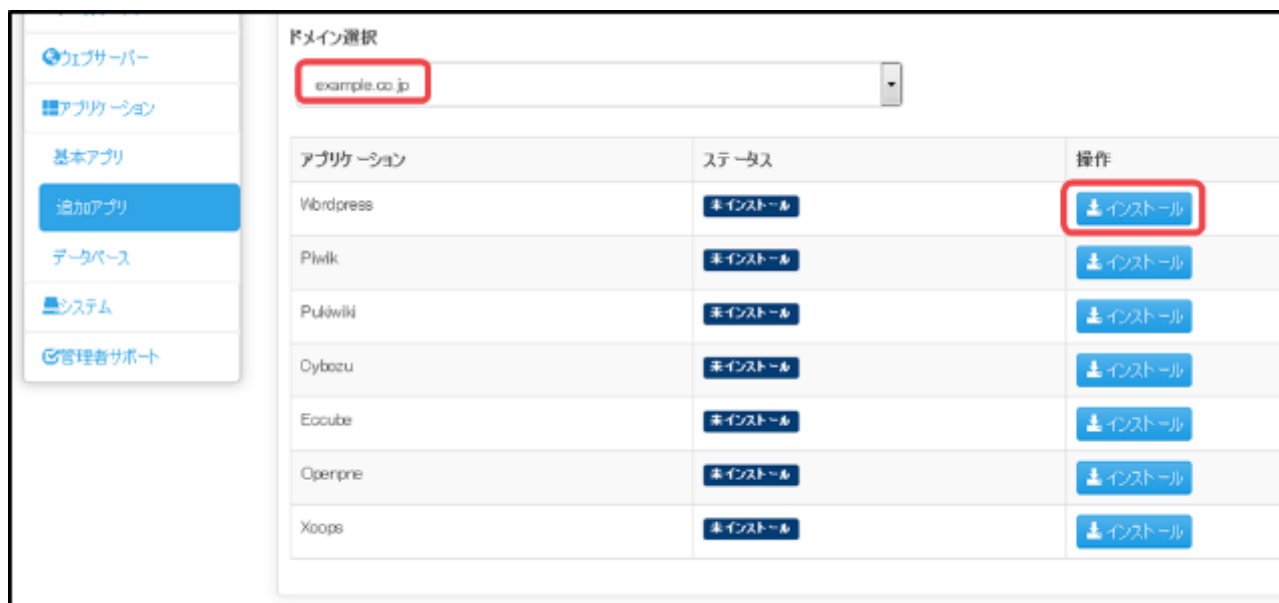 ウェブサーバー
アプリケーション
基本アプリ
追加アプリ
データベース
システム
管理者サポート
ドメイン選択
example.co.jp
アプリケーション ステータス 操作
Wordpress 未インストール インストール
Piwik 未インストール インストール
Pukiwiki 未インストール インストール
Cybozu 未インストール インストール
Eccube 未インストール インストール
Openpne 未インストール インストール
Xoops 未インストール インストール